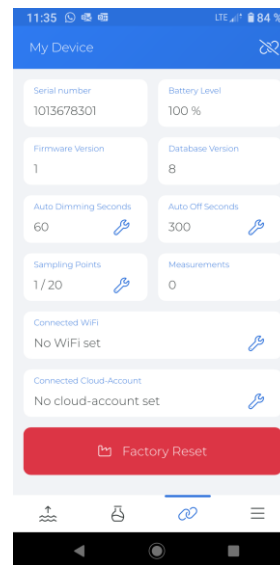 11:35 LTE 84 %
My Device
Serial number
1013678301
Battery Level
100 %
Firmware Version
1
Database Version
8
Auto Dimming Seconds
60
Auto Off Seconds
300
Sampling Points
1 / 20
Measurements
0
Connected WiFi
No WiFi set
Connected Cloud-Account
No cloud-account set
Factory Reset